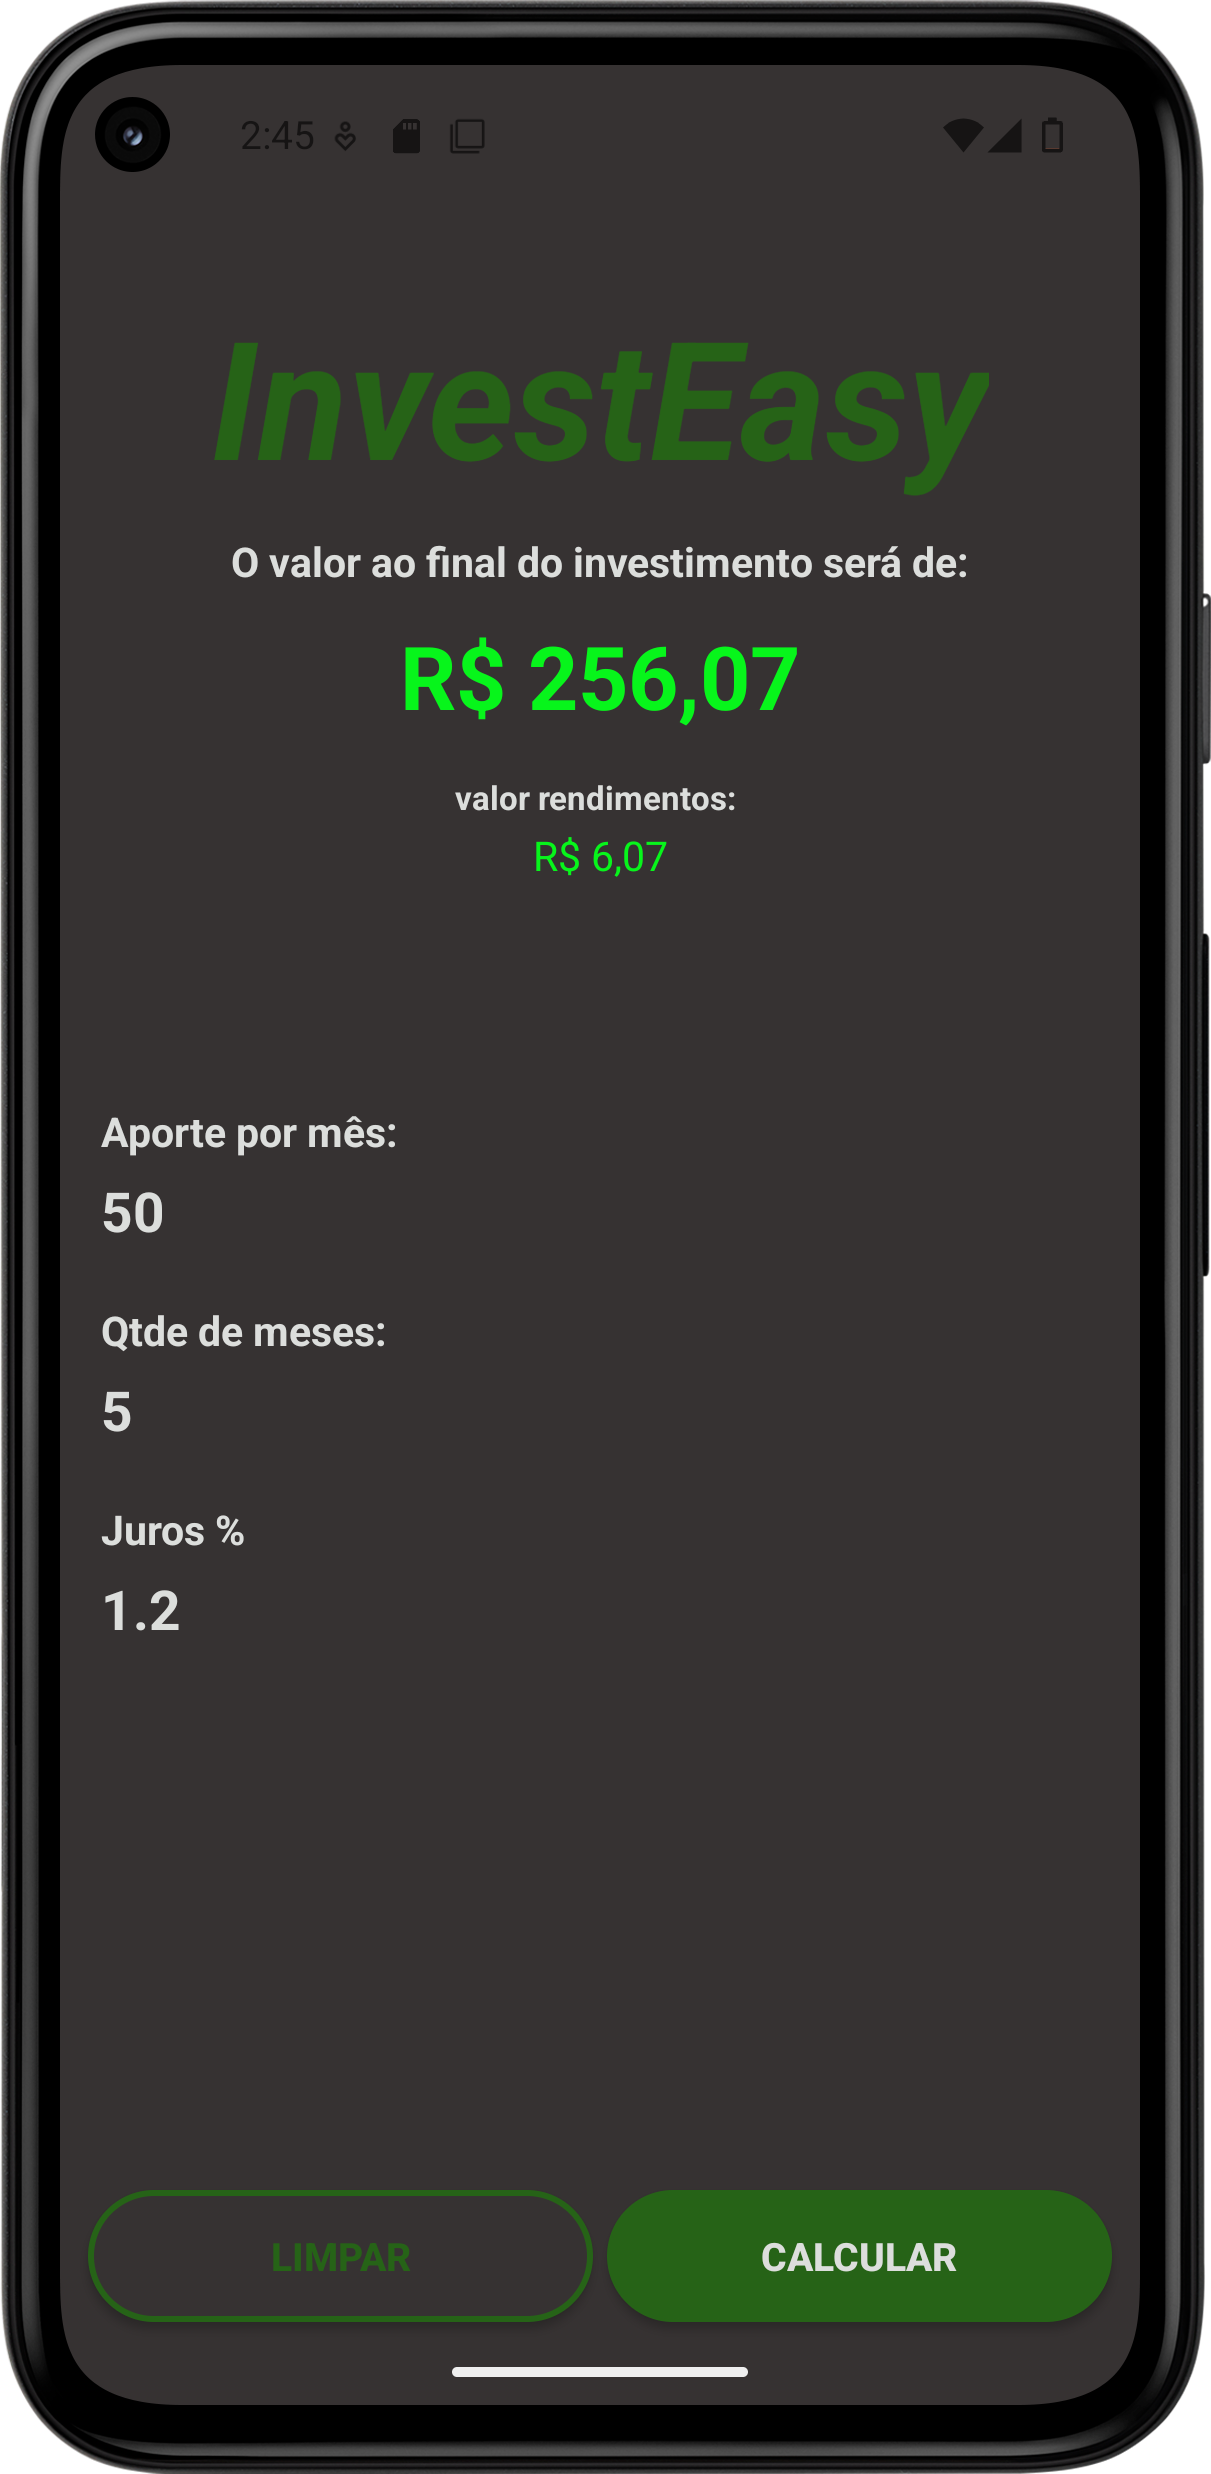 2:45
InvestEasy
O valor ao final do investimento será de:
R$ 256,07
valor rendimentos:
R$ 6,07
Aporte por mês:
50
Qtde de meses:
5
Juros %
1.2
LIMPAR
CALCULAR